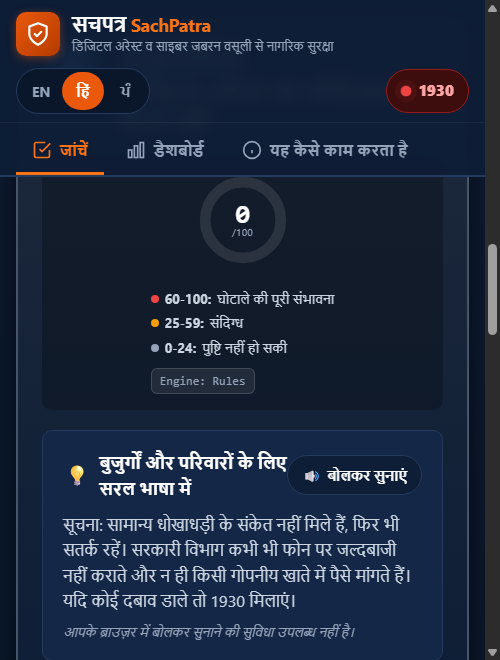 सचपत्र SachPatra
डिजिटल अरेस्ट व साइबर जबरन वसूली से नागरिक सुरक्षा
EN हिं ਪੰ 1930
जांचें डैशबोर्ड यह कैसे काम करता है
0
/100
60-100: घोटाले की पूरी संभावना
25-59: संदिग्ध
0-24: पुष्टि नहीं हो सकी
Engine: Rules
बुजुर्गों और परिवारों के लिए
सरल भाषा में
बोलकर सुनाएं
सूचना: सामान्य धोखाधड़ी के संकेत नहीं मिले हैं, फिर भी
सतर्क रहें। सरकारी विभाग कभी भी फोन पर जल्दबाजी
नहीं कराते और न ही किसी गोपनीय खाते में पैसे मांगते हैं।
यदि कोई दबाव डाले तो 1930 मिलाएं।
आपके ब्राउज़र में बोलकर सुनाने की सुविधा उपलब्ध नहीं है।